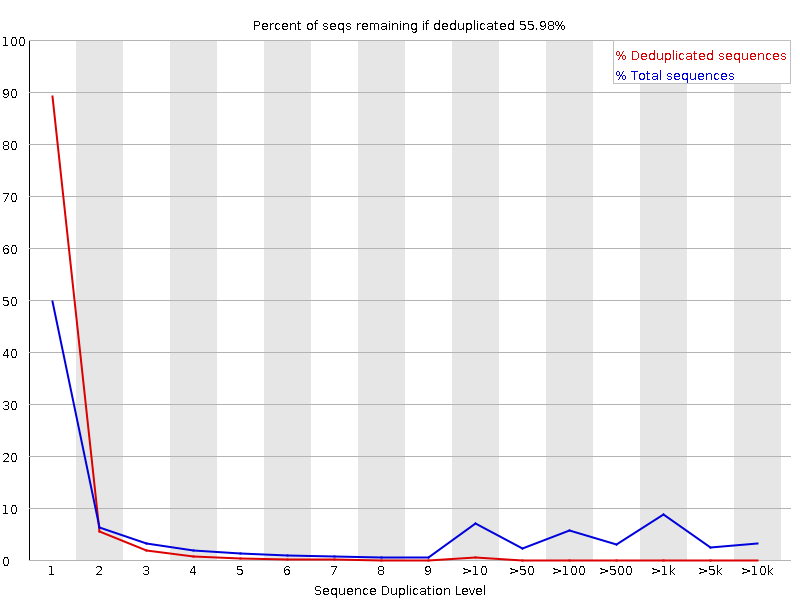 Percent of seqs remaining if deduplicated 55.98%
% Deduplicated sequences
% Total sequences
100
90
80
70
60
50
40
30
20
10
0
1 2 3 4 5 6 7 8 9 >10 >50 >100 >500 >1k >5k >10k
Sequence Duplication Level